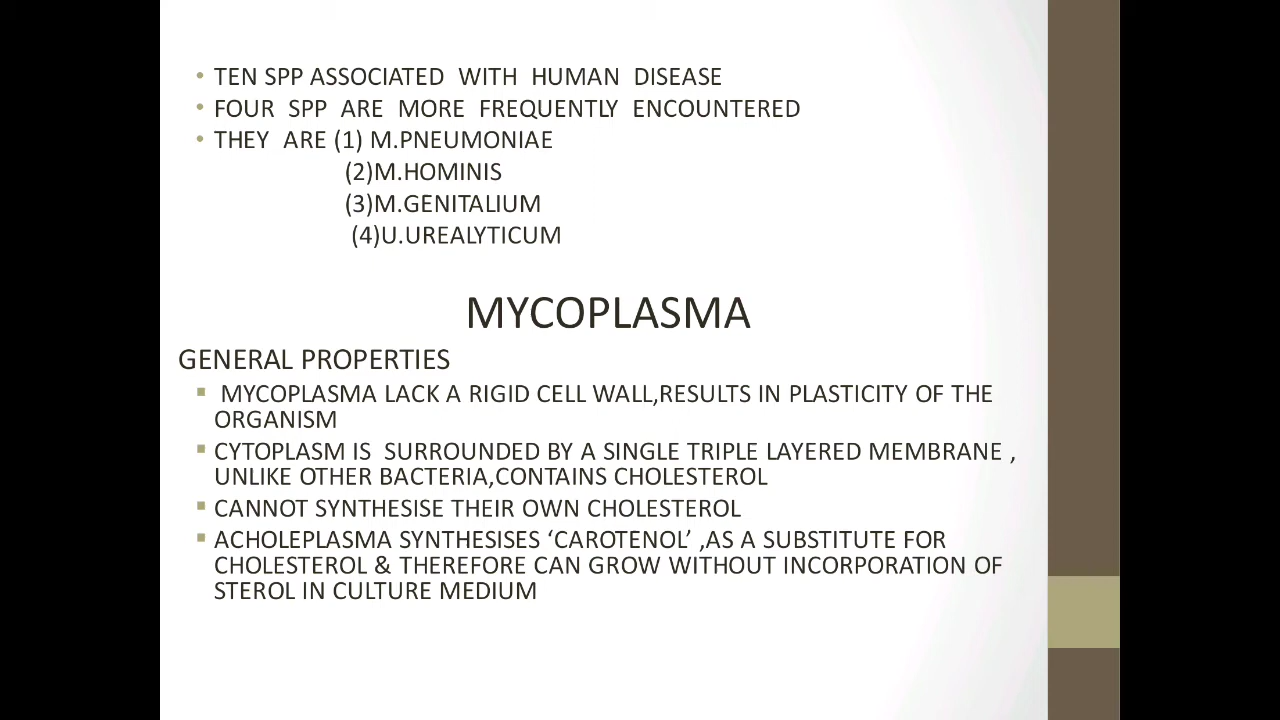 • TEN SPP ASSOCIATED WITH HUMAN DISEASE
• FOUR SPP ARE MORE FREQUENTLY ENCOUNTERED
• THEY ARE (1) M.PNEUMONIAE
(2)M.HOMINIS
(3)M.GENITALIUM
(4)U.UREALYTICUM
MYCOPLASMA
GENERAL PROPERTIES
▪ MYCOPLASMA LACK A RIGID CELL WALL,RESULTS IN PLASTICITY OF THE
ORGANISM
▪ CYTOPLASM IS SURROUNDED BY A SINGLE TRIPLE LAYERED MEMBRANE ,
UNLIKE OTHER BACTERIA,CONTAINS CHOLESTEROL
▪ CANNOT SYNTHESISE THEIR OWN CHOLESTEROL
▪ ACHOLEPLASMA SYNTHESISES ‘CAROTENOL’ ,AS A SUBSTITUTE FOR
CHOLESTEROL & THEREFORE CAN GROW WITHOUT INCORPORATION OF
STEROL IN CULTURE MEDIUM